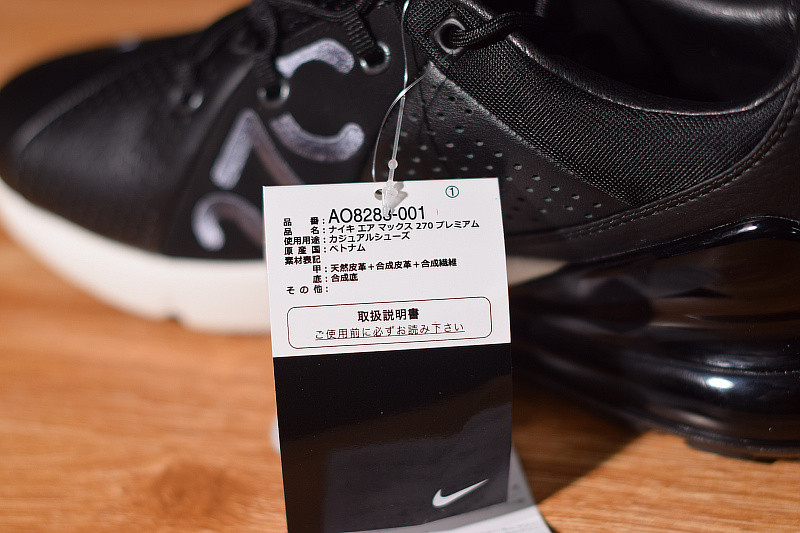 ①
品番：AO8283-001
品名：ナイキ エア マックス 270 プレミアム
使用用途：カジュアルシューズ
原産国：ベトナム
素材表記
甲：天然皮革＋合成皮革＋合成繊維
底：合成底
その他：
取扱説明書
ご使用前に必ずお読み下さい